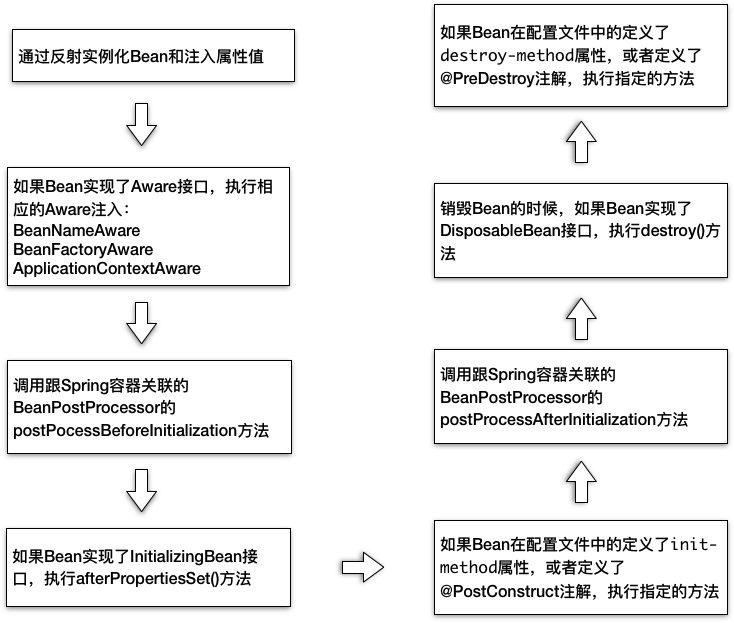 通过反射实例化Bean和注入属性值
如果Bean实现了Aware接口，执行相
应的Aware注入：
BeanNameAware
BeanFactoryAware
ApplicationContextAware
调用跟Spring容器关联的
BeanPostProcessor的
postPocessBeforeInitialization方法
如果Bean实现了InitializingBean接
口，执行afterPropertiesSet()方法
如果Bean在配置文件中的定义了init-
method属性，或者定义了
@PostConstruct注解，执行指定的方法
调用跟Spring容器关联的
BeanPostProcessor的
postProcessAfterInitialization方法
销毁Bean的时候，如果Bean实现了
DisposableBean接口，执行destroy()方
法
如果Bean在配置文件中的定义了
destroy-method属性，或者定义了
@PreDestroy注解，执行指定的方法